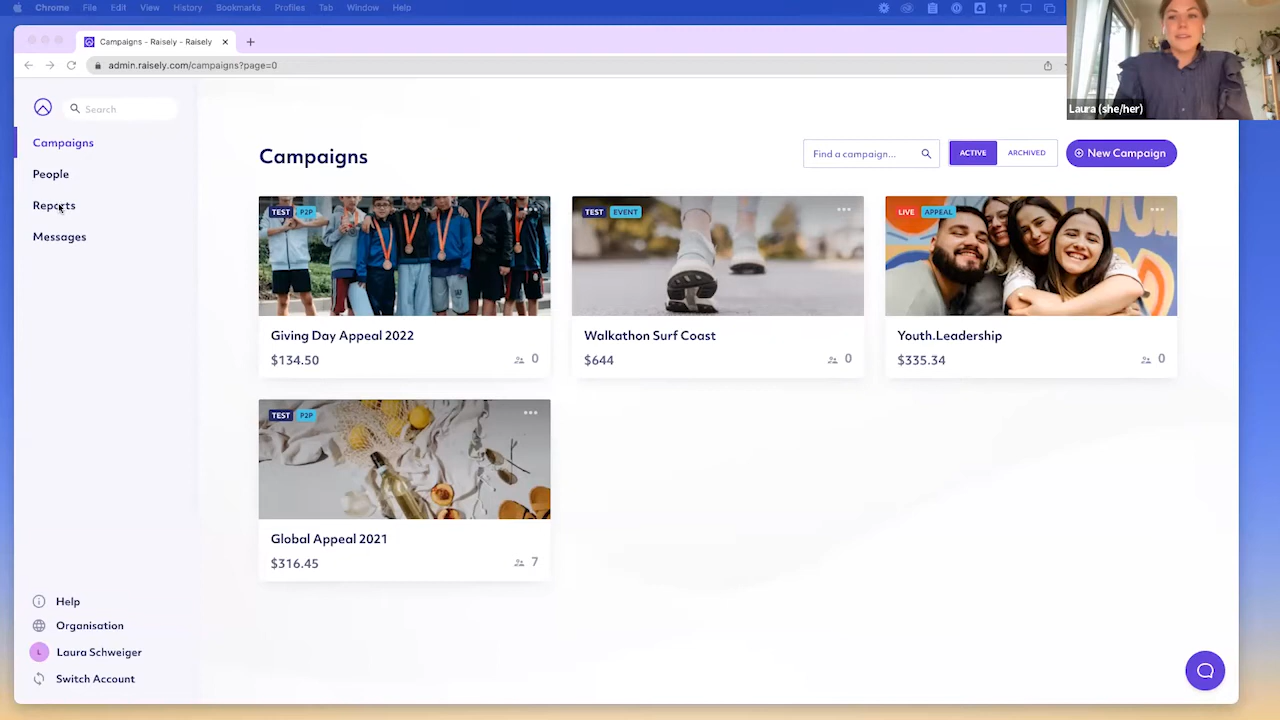 Chrome File Edit View History Bookmarks Profiles Tab Window Help
Campaigns – Raisely – Raisely
admin.raisely.com/campaigns?page=0
Laura (she/her)
Search
Campaigns
People
Reports
Messages
Help
Organisation
L
Laura Schweiger
Switch Account
Campaigns
Find a campaign...
ACTIVE
ARCHIVED
New Campaign
TEST P2P
Giving Day Appeal 2022
$134.50 0
TEST EVENT
Walkathon Surf Coast
$644 0
LIVE APPEAL
Youth.Leadership
$335.34 0
TEST P2P
Global Appeal 2021
$316.45 7